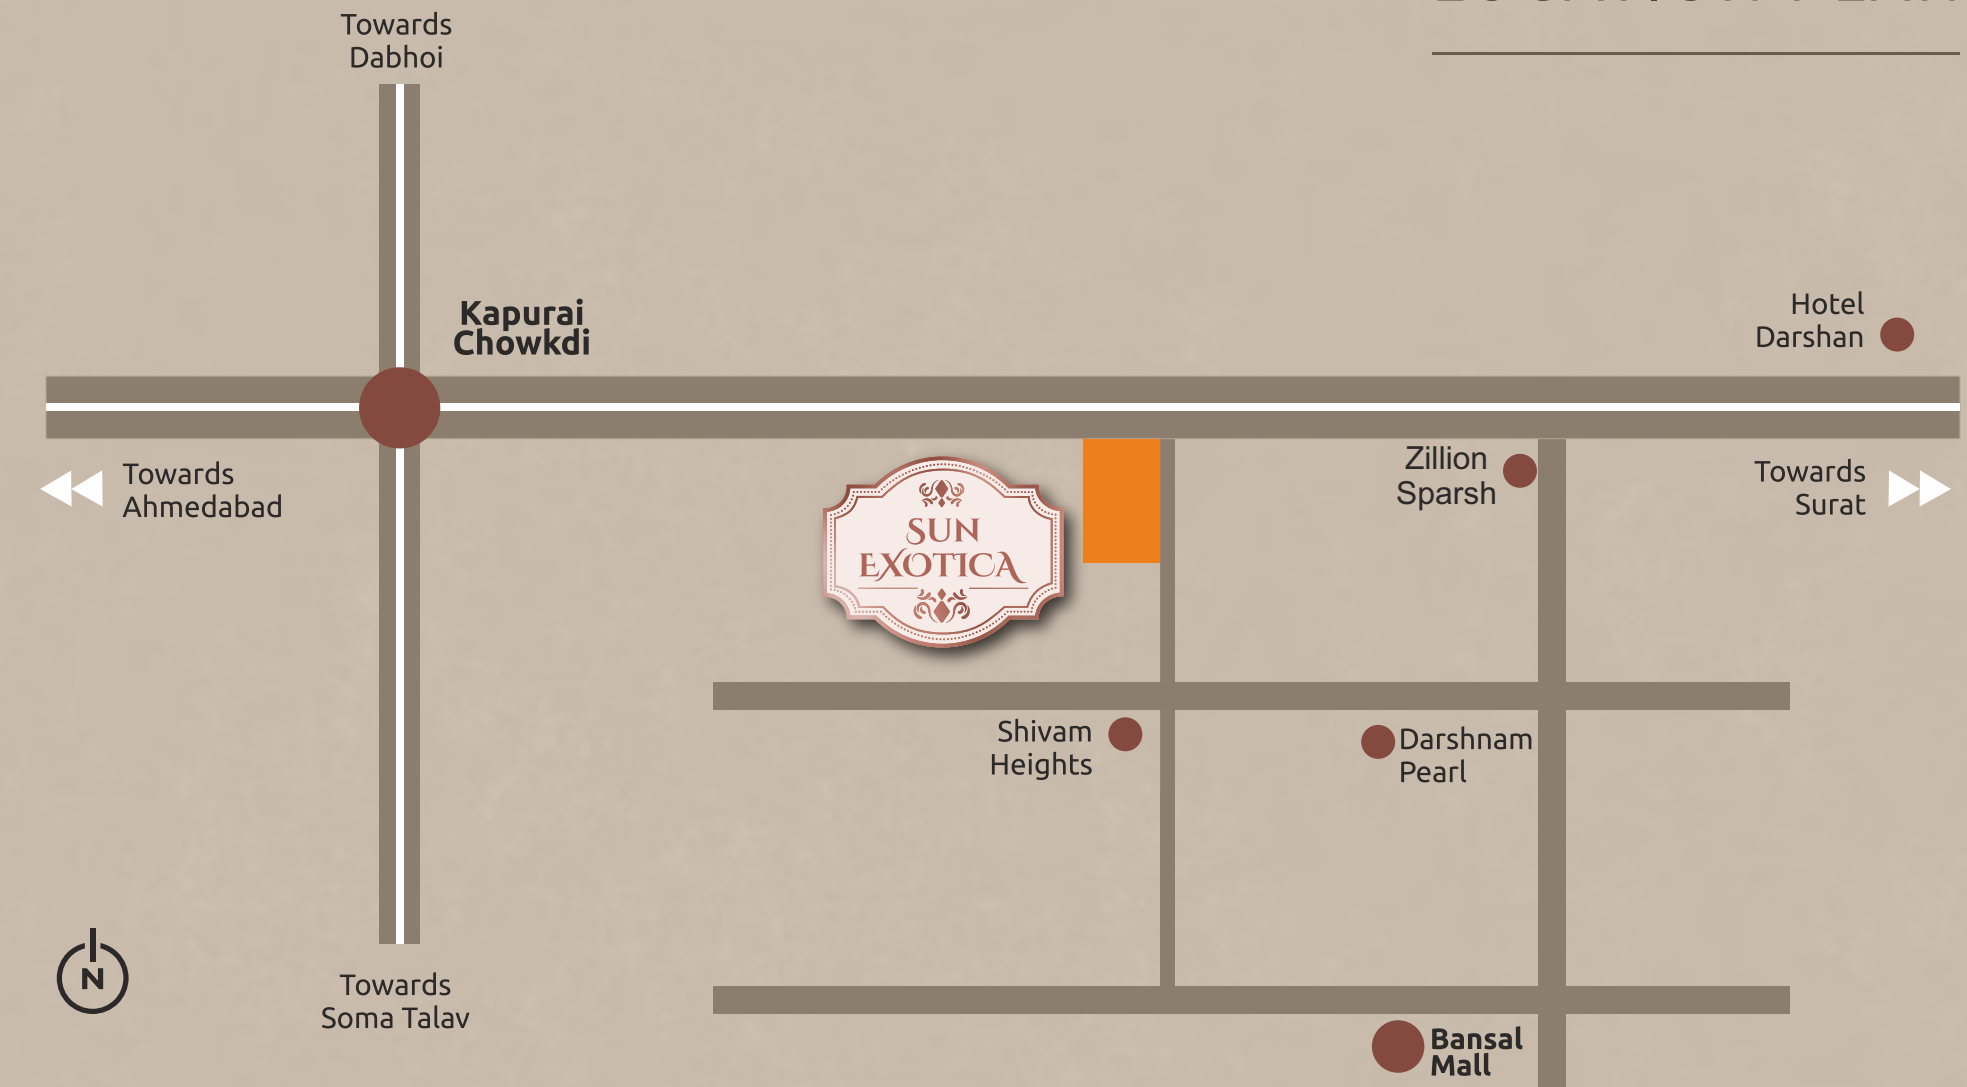 Towards
Dabhoi
Kapurai
Chowkdi
Hotel
Darshan
Towards
Ahmedabad
Zillion
Sparsh
Towards
Surat
SUN
EXOTICA
Shivam
Heights
Darshnam
Pearl
N
Towards
Soma Talav
Bansal
Mall